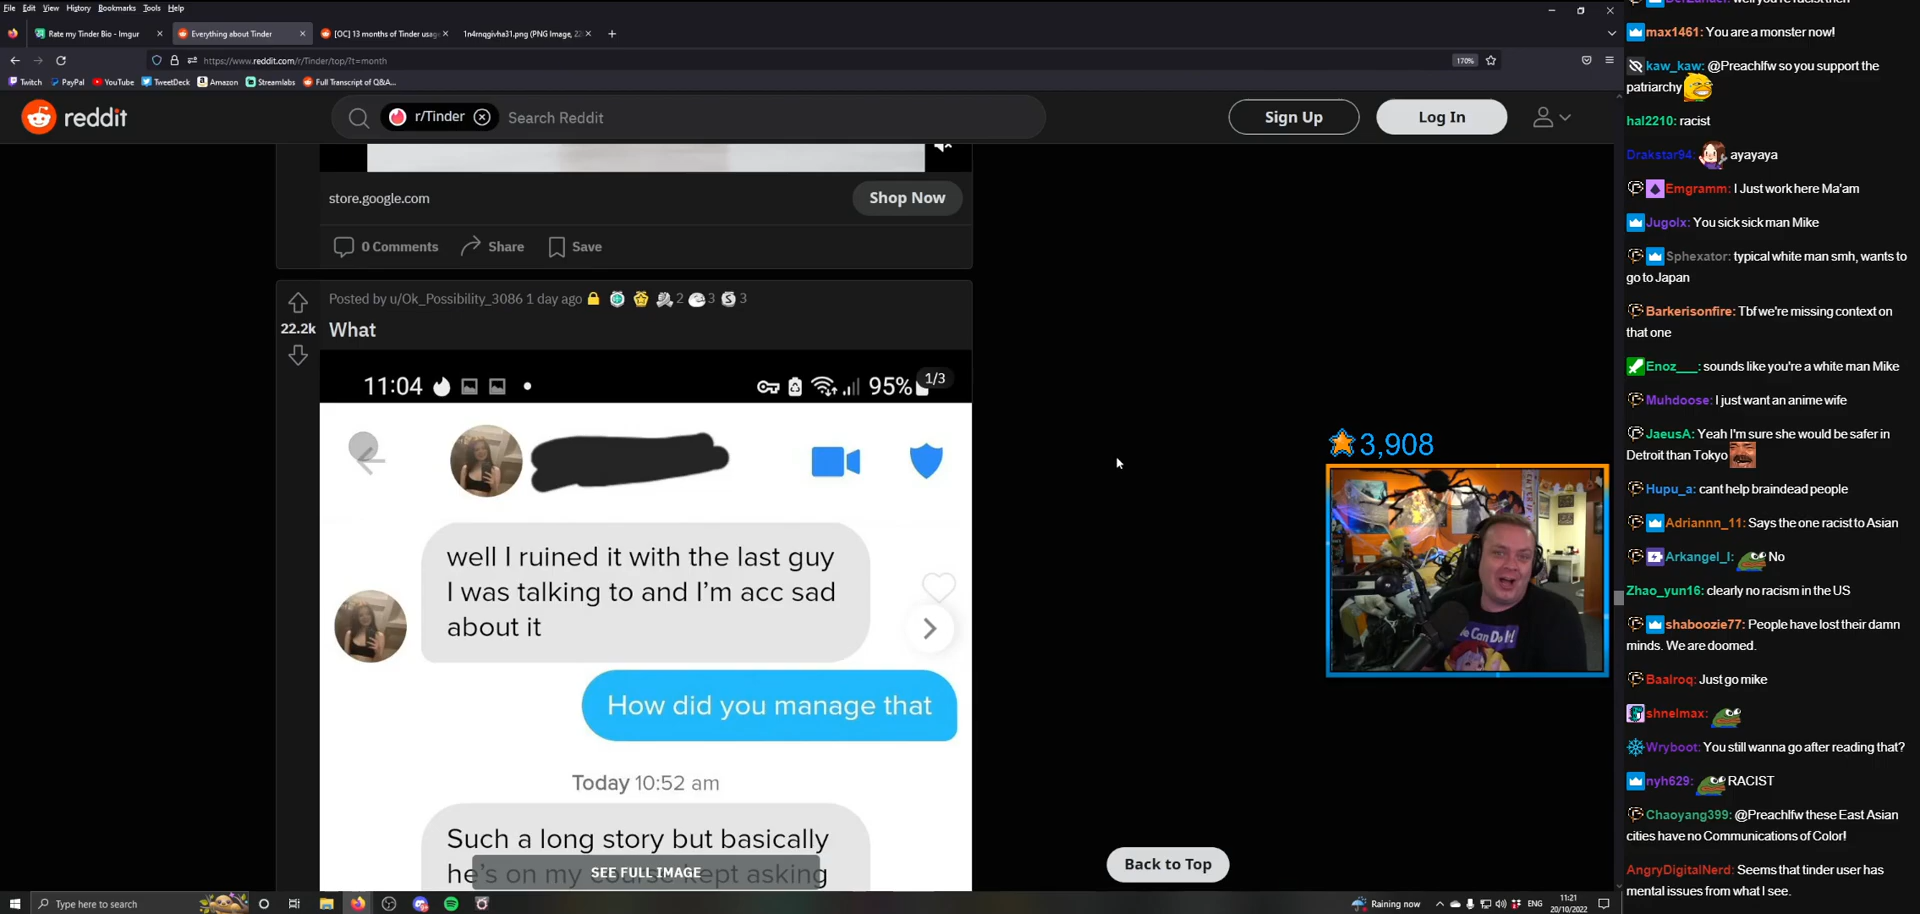 File Edit View History Bookmarks Tools Help
Rate my Tinder Bio - Imgur
Everything about Tinder
[OC] 13 months of Tinder usag
1n4rnqgivha31.png (PNG Image, 22
https://www.reddit.com/r/Tinder/top/?t=month
170%
Twitch PayPal YouTube TweetDeck Amazon Streamlabs Full Transcript of Q&A...
reddit
r/Tinder
Search Reddit
Sign Up
Log In
store.google.com
Shop Now
0 Comments Share Save
Posted by u/Ok_Possibility_3086 1 day ago 2 3 3
22.2k
What
11:04
95%
1/3
well I ruined it with the last guy
I was talking to and I'm acc sad
about it
How did you manage that
Today 10:52 am
Such a long story but basically
he's on my course kept asking
SEE FULL IMAGE
Back to Top
3,908
Can Do It!
well you're racist then
max1461: You are a monster now!
kaw_kaw: @Preachlfw so you support the
patriarchy
hal2210: racist
Drakstar94: ayayaya
Emgramm: I Just work here Ma'am
Jugolx: You sick sick man Mike
Sphexator: typical white man smh, wants to
go to Japan
Barkerisonfire: Tbf we're missing context on
that one
Enoz___: sounds like you're a white man Mike
Muhdoose: I just want an anime wife
JaeusA: Yeah I'm sure she would be safer in
Detroit than Tokyo
Hupu_a: cant help braindead people
Adriannn_11: Says the one racist to Asian
Arkangel_I: No
Zhao_yun16: clearly no racism in the US
shaboozie77: People have lost their damn
minds. We are doomed.
Baalroq: Just go mike
shnelmax:
Wryboot: You still wanna go after reading that?
nyh629: RACIST
Chaoyang399: @Preachlfw these East Asian
cities have no Communications of Color!
AngryDigitalNerd: Seems that tinder user has
mental issues from what I see.
Type here to search
Raining now
ENG
11:21
20/10/2022